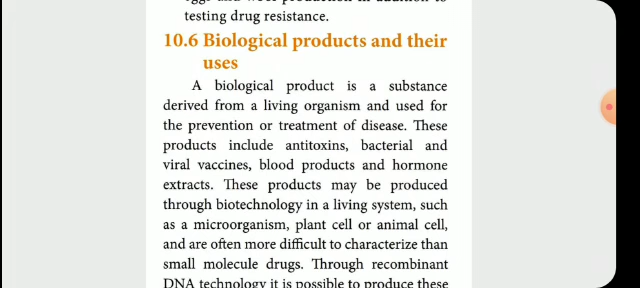 testing drug resistance.
10.6 Biological products and their
uses
A biological product is a substance
derived from a living organism and used for
the prevention or treatment of disease. These
products include antitoxins, bacterial and
viral vaccines, blood products and hormone
extracts. These products may be produced
through biotechnology in a living system, such
as a microorganism, plant cell or animal cell,
and are often more difficult to characterize than
small molecule drugs. Through recombinant
DNA technology it is possible to produce these